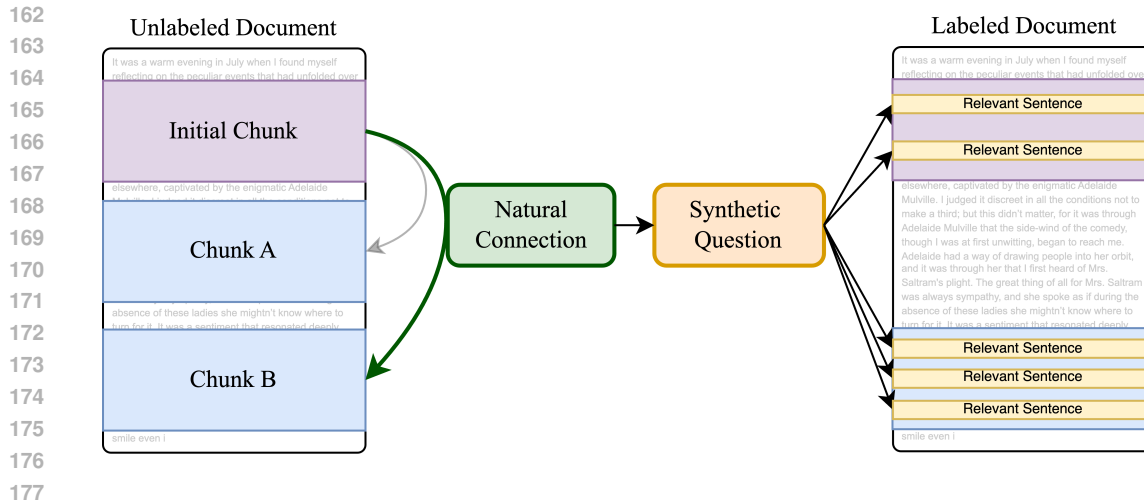 162
163
164
165
166
167
168
169
170
171
172
173
174
175
176
177
Unlabeled Document
It was a warm evening in July when I found myself
reflecting on the peculiar events that had unfolded over
Initial Chunk
elsewhere, captivated by the enigmatic Adelaide
Chunk A
absence of these ladies she mightn't know where to
turn for it. It was a sentiment that resonated deeply
Chunk B
smile even i
Natural
Connection
Synthetic
Question
Labeled Document
It was a warm evening in July when I found myself
reflecting on the peculiar events that had unfolded over
Relevant Sentence
Relevant Sentence
elsewhere, captivated by the enigmatic Adelaide
Mulville. I judged it discreet in all the conditions not to
make a third; but this didn't matter, for it was through
Adelaide Mulville that the side-wind of the comedy,
though I was at first unwitting, began to reach me.
Adelaide had a way of drawing people into her orbit,
and it was through her that I first heard of Mrs.
Saltram's plight. The great thing of all for Mrs. Saltram
was always sympathy, and she spoke as if during the
absence of these ladies she mightn't know where to
turn for it. It was a sentiment that resonated deeply
Relevant Sentence
Relevant Sentence
Relevant Sentence
smile even i